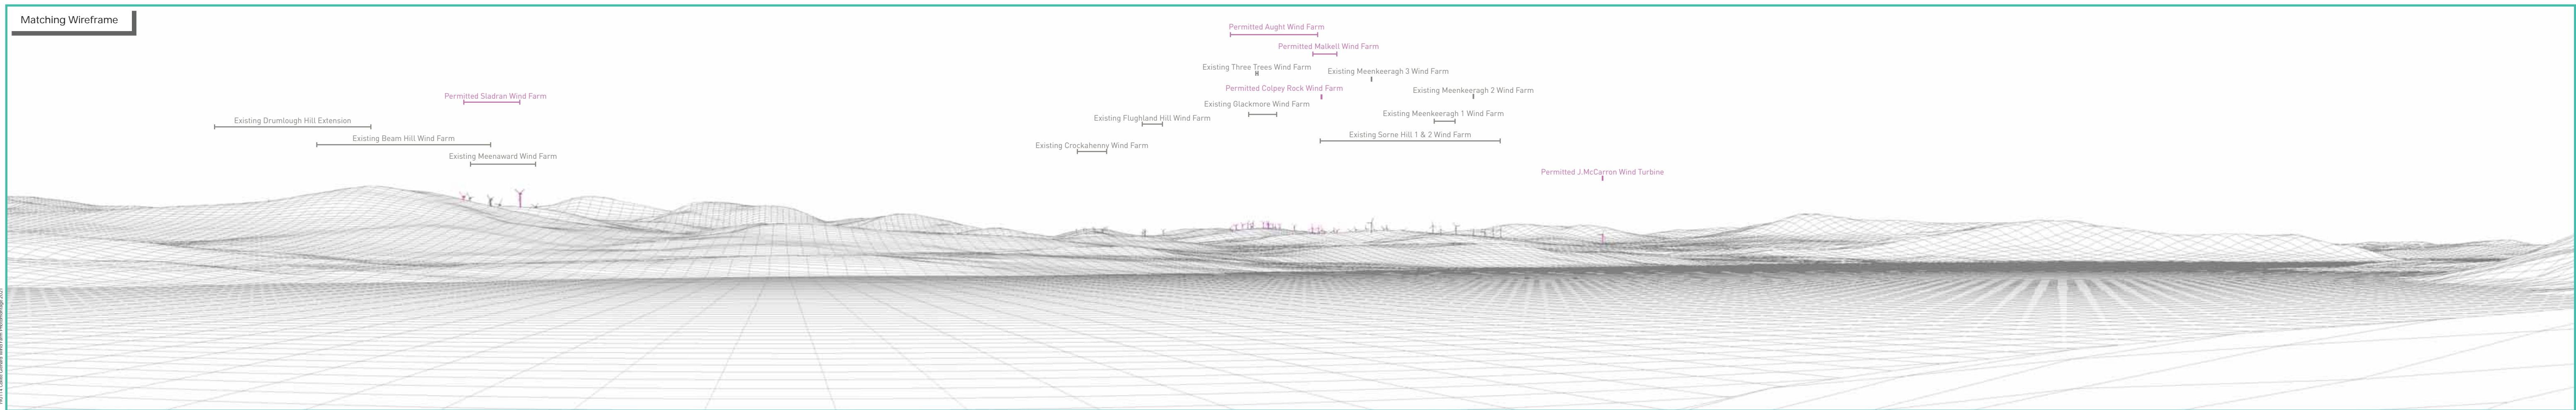 Matching Wireframe
Permitted Aught Wind Farm
Permitted Malkell Wind Farm
Existing Three Trees Wind Farm
Existing Meenkeeragh 3 Wind Farm
Permitted Colpey Rock Wind Farm
Existing Meenkeeragh 2 Wind Farm
Permitted Sladran Wind Farm
Existing Glackmore Wind Farm
Existing Meenkeeragh 1 Wind Farm
Existing Flughland Hill Wind Farm
Existing Drumlough Hill Extension
Existing Sorne Hill 1 & 2 Wind Farm
Existing Beam Hill Wind Farm
Existing Crockahenny Wind Farm
Existing Meenaward Wind Farm
Permitted J.McCarron Wind Turbine